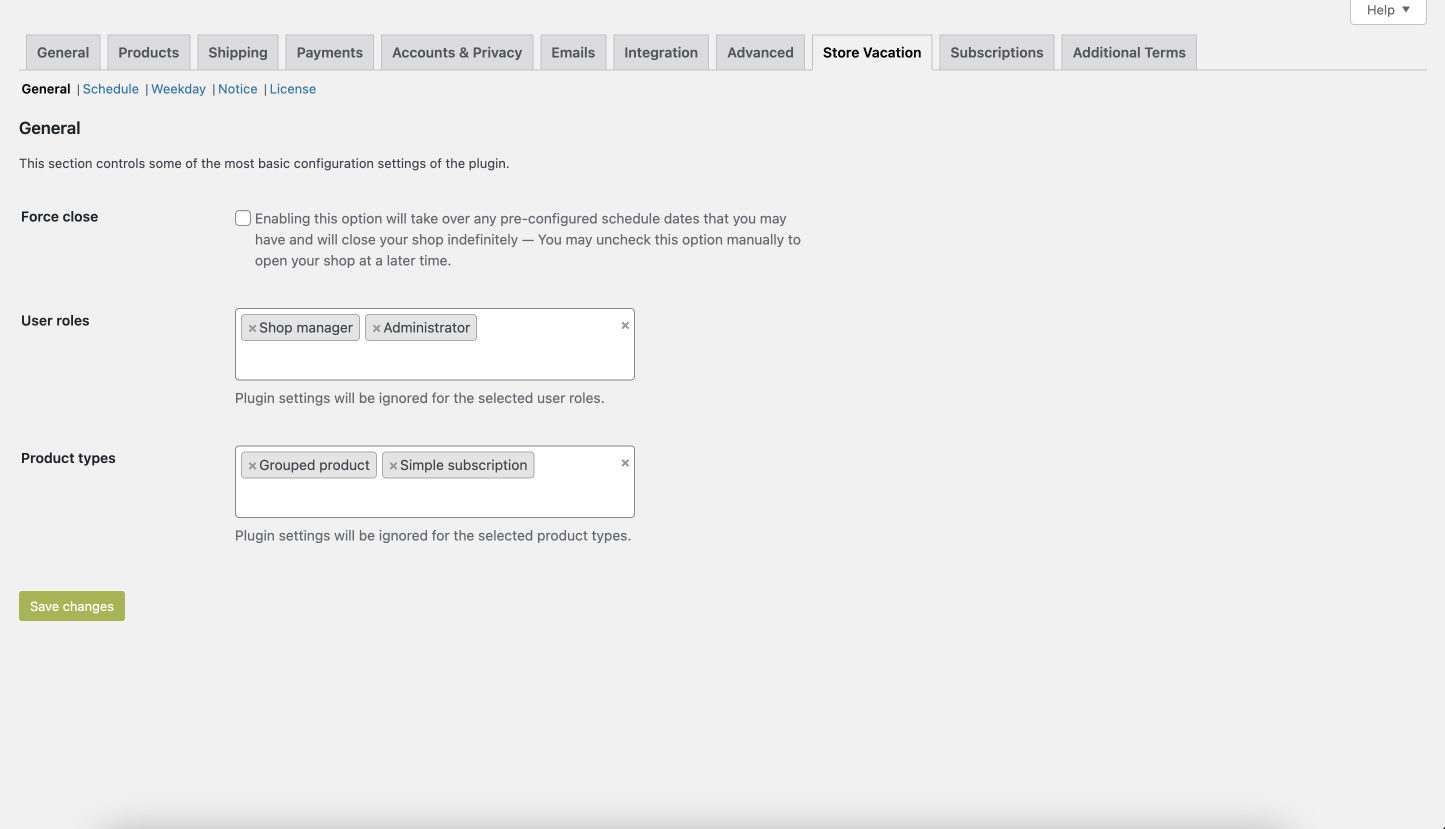 Help ▼
General Products Shipping Payments Accounts & Privacy Emails Integration Advanced Store Vacation Subscriptions Additional Terms
General | Schedule | Weekday | Notice | License
General
This section controls some of the most basic configuration settings of the plugin.
Force close
Enabling this option will take over any pre-configured schedule dates that you may
have and will close your shop indefinitely — You may uncheck this option manually to
open your shop at a later time.
User roles
×Shop manager ×Administrator ×
Plugin settings will be ignored for the selected user roles.
Product types
×Grouped product ×Simple subscription ×
Plugin settings will be ignored for the selected product types.
Save changes